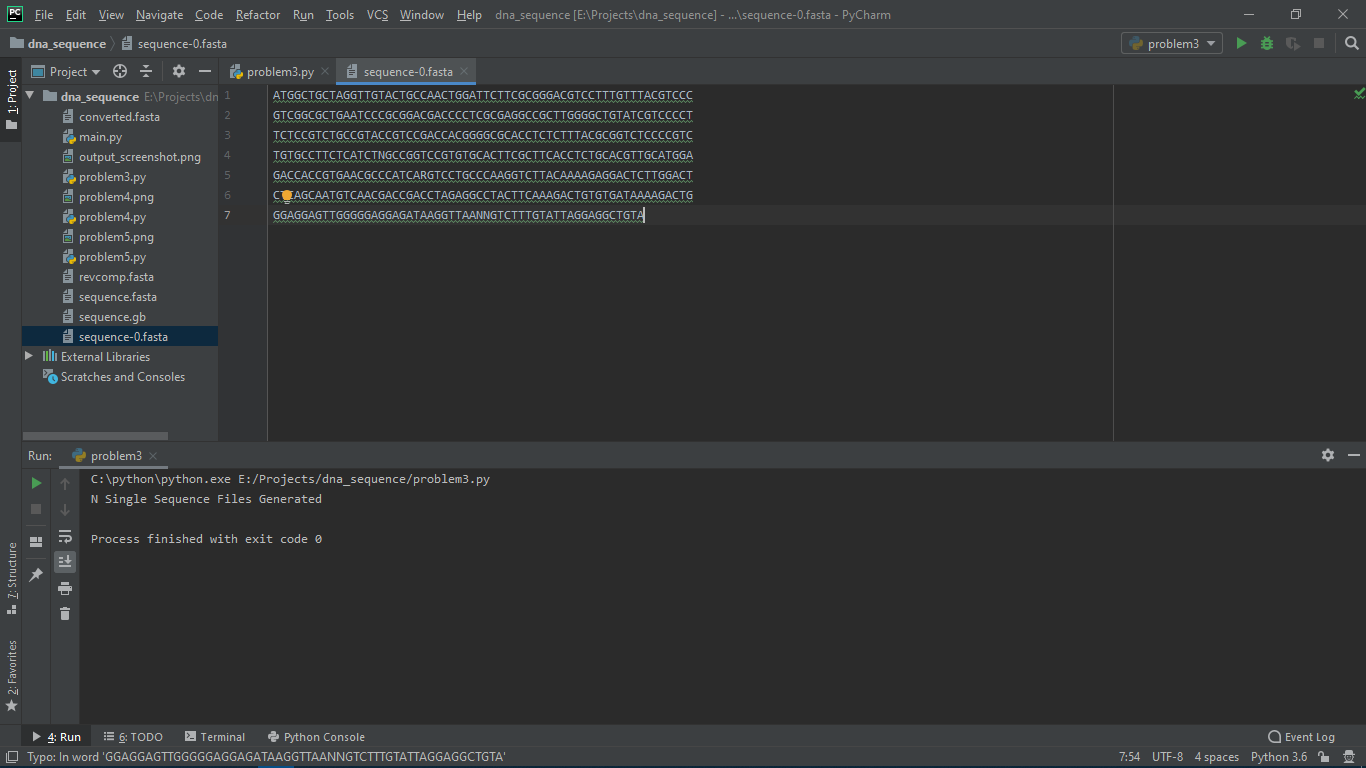 PC File Edit View Navigate Code Refactor Run Tools VCS Window Help dna_sequence [E:\Projects\dna_sequence] - ...\sequence-0.fasta - PyCharm
dna_sequence sequence-0.fasta problem3
1: Project
Project
problem3.py sequence-0.fasta
dna_sequence E:\Projects\dn
converted.fasta
main.py
output_screenshot.png
problem3.py
problem4.png
problem4.py
problem5.png
problem5.py
revcomp.fasta
sequence.fasta
sequence.gb
sequence-0.fasta
External Libraries
Scratches and Consoles
1 ATGGCTGCTAGGTTGTACTGCCAACTGGATTCTTCGCGGGACGTCCTTTGTTTACGTCCC
2 GTCGGCGCTGAATCCCGCGGACGACCCCTCGCGAGGCCGCTTGGGGCTGTATCGTCCCCT
3 TCTCCGTCTGCCGTACCGTCCGACCACGGGGCGCACCTCTCTTTACGCGGTCTCCCCGTC
4 TGTGCCTTCTCATCTNGCCGGTCCGTGTGCACTTCGCTTCACCTCTGCACGTTGCATGGA
5 GACCACCGTGAACGCCCATCARGTCCTGCCCAAGGTCTTACAAAAGAGGACTCTTGGACT
6 C AGCAATGTCAACGACCGACCTAGAGGCCTACTTCAAAGACTGTGTGATAAAAGACTG
7 GGAGGAGTTGGGGGAGGAGATAAGGTTAANNGTCTTTGTATTAGGAGGCTGTA
Run: problem3
C:\python\python.exe E:/Projects/dna_sequence/problem3.py
N Single Sequence Files Generated
Process finished with exit code 0
7: Structure
2: Favorites
4: Run 6: TODO Terminal Python Console Event Log
Typo: In word 'GGAGGAGTTGGGGGAGGAGATAAGGTTAANNGTCTTTGTATTAGGAGGCTGTA' 7:54 UTF-8 4 spaces Python 3.6